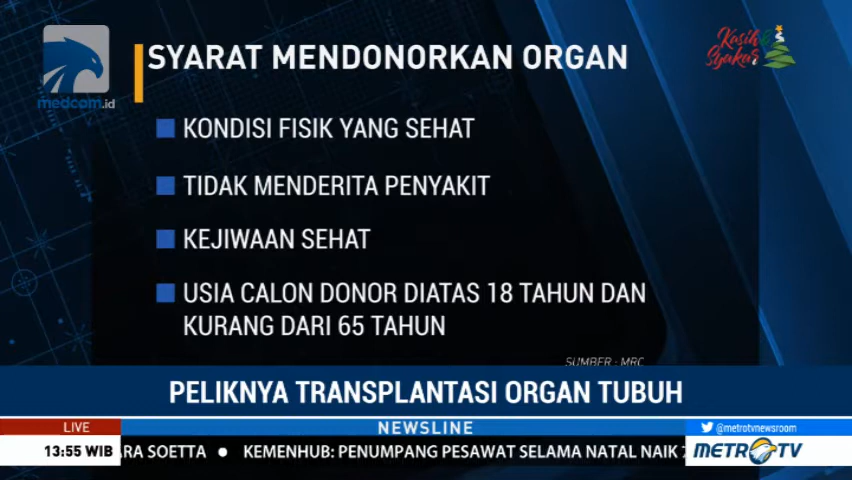 SYARAT MENDONORKAN ORGAN
medcom.id
Kasih &
Syukur
KONDISI FISIK YANG SEHAT
TIDAK MENDERITA PENYAKIT
KEJIWAAN SEHAT
USIA CALON DONOR DIATAS 18 TAHUN DAN
KURANG DARI 65 TAHUN
SUMBER : MRC
PELIKNYA TRANSPLANTASI ORGAN TUBUH
LIVE
NEWSLINE
@metrotvnewsroom
13:55 WIB
SOETTA • KEMENHUB: PENUMPANG PESAWAT SELAMA NATAL NAIK
METRO TV